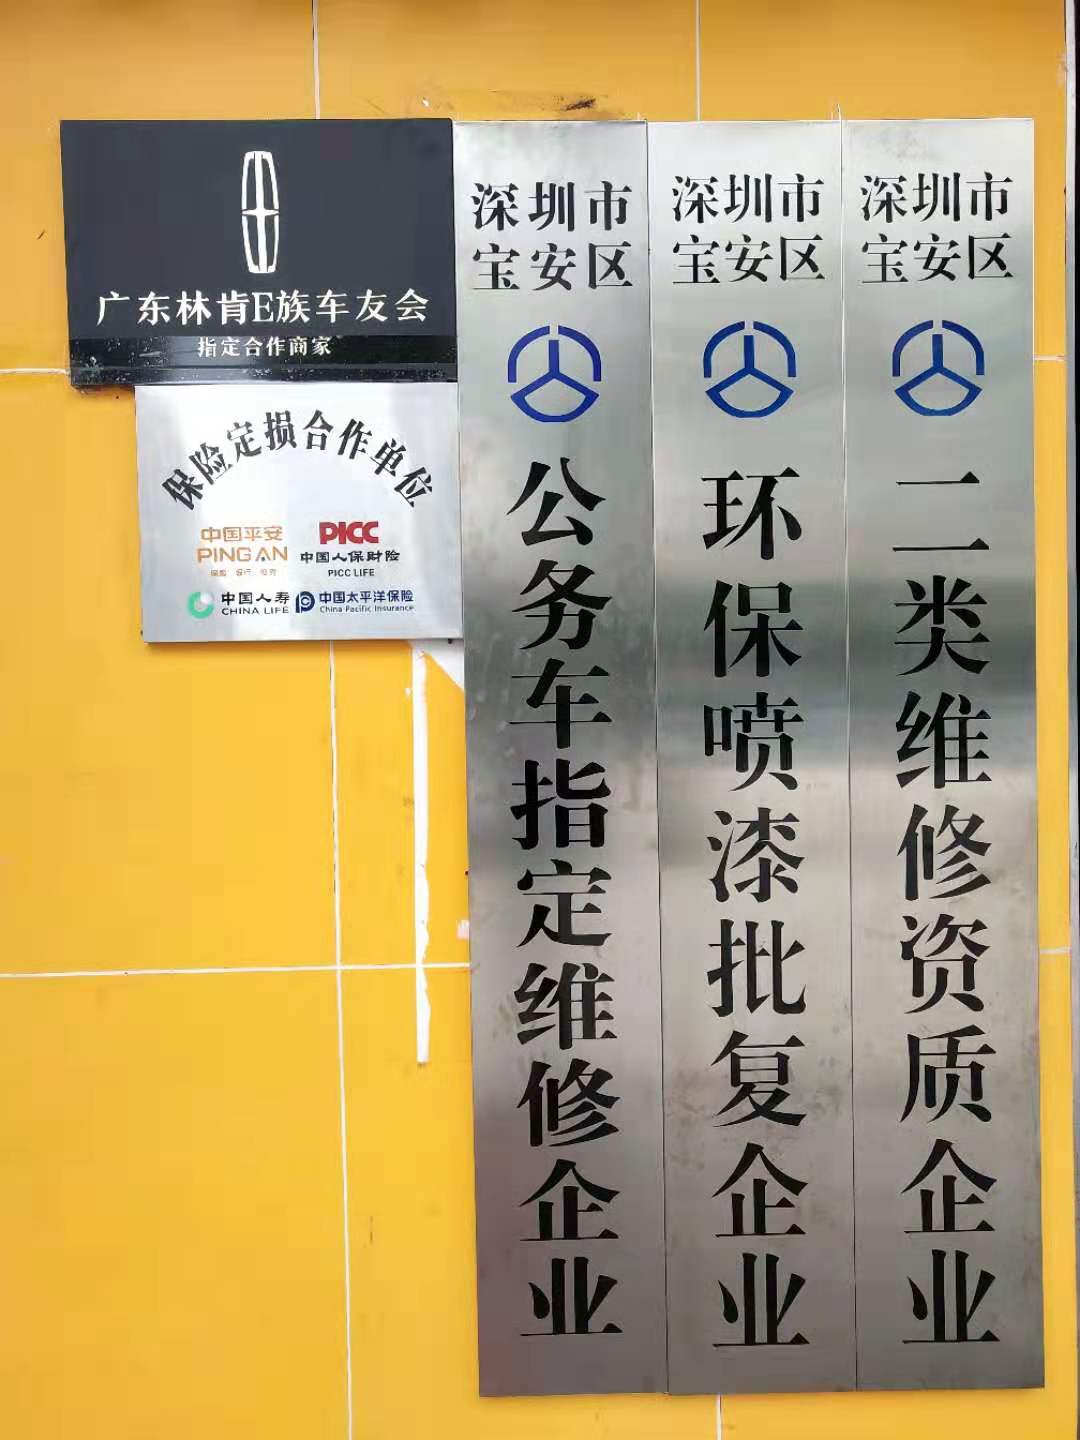 广东林肯E族车友会
指定合作商家
保险定损合作单位
中国平安
PING AN
PICC
中国人保财险
PICC LIFE
中国人寿
CHINA LIFE
中国太平洋保险
China Pacific Insurance
深圳市
宝安区
公务车指定维修企业
深圳市
宝安区
环保喷漆批复企业
深圳市
宝安区
二类维修资质企业